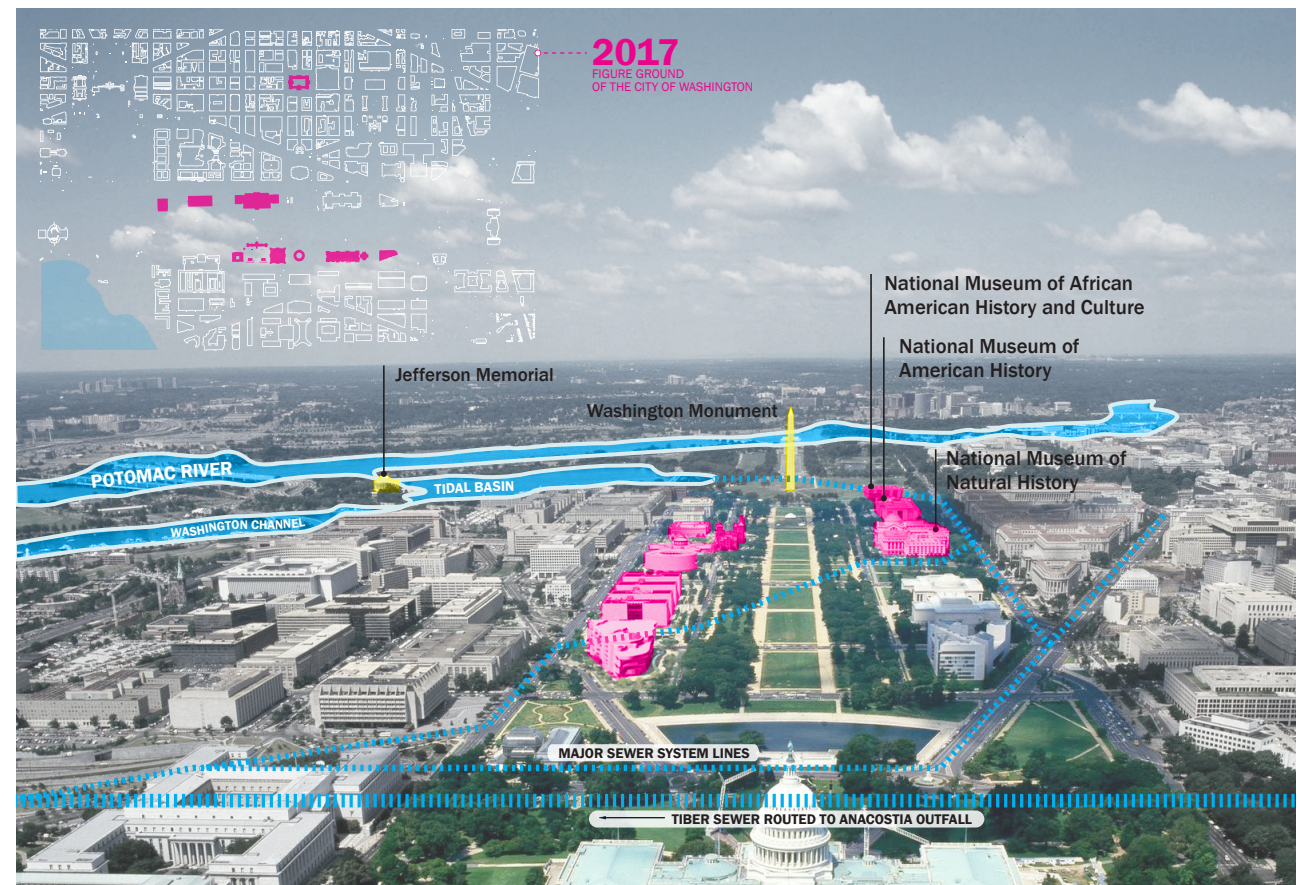 2017
FIGURE GROUND
OF THE CITY OF WASHINGTON
National Museum of African
American History and Culture
National Museum of
American History
Jefferson Memorial
Washington Monument
National Museum of
Natural History
POTOMAC RIVER
TIDAL BASIN
WASHINGTON CHANNEL
MAJOR SEWER SYSTEM LINES
TIBER SEWER ROUTED TO ANACOSTIA OUTFALL